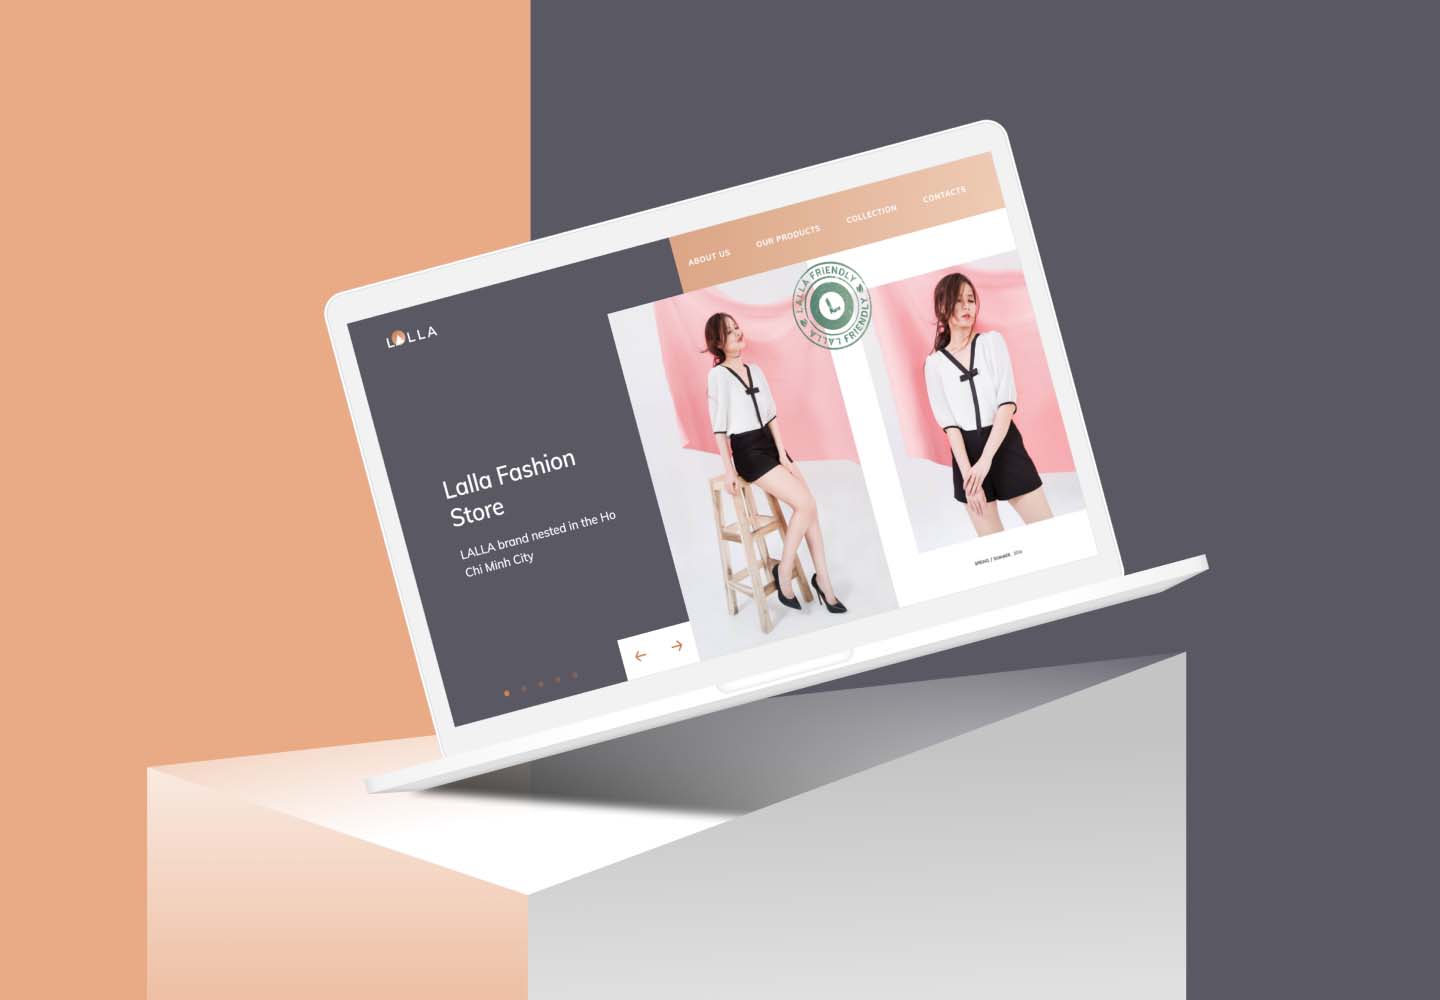 ABOUT US
OUR PRODUCTS
COLLECTION
CONTACTS
LALLA
LALLA FRIENDLY
LALLA FRIENDLY
L
Lalla Fashion
Store
LALLA brand nested in the Ho
Chi Minh City
SPRING / SUMMER